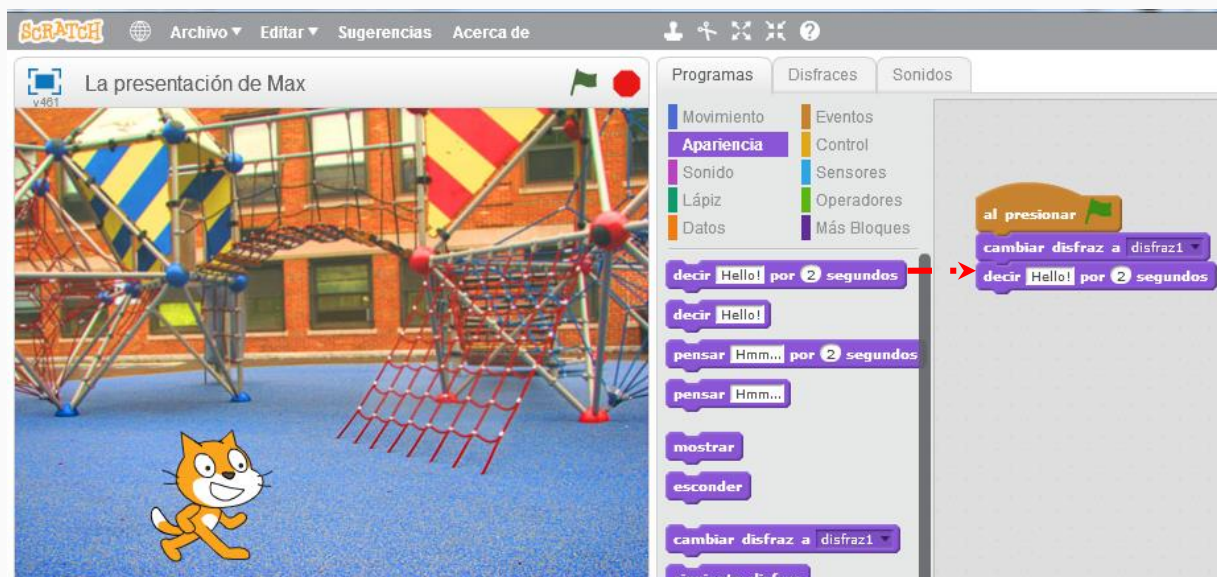 SCRATCH Archivo Editar Sugerencias Acerca de
v461 La presentación de Max
Programas Disfraces Sonidos
Movimiento Eventos
Apariencia Control
Sonido Sensores
Lápiz Operadores
Datos Más Bloques
decir Hello! por 2 segundos
decir Hello!
pensar Hmm... por 2 segundos
pensar Hmm...
mostrar
esconder
cambiar disfraz a disfraz1
al presionar
cambiar disfraz a disfraz1
decir Hello! por 2 segundos